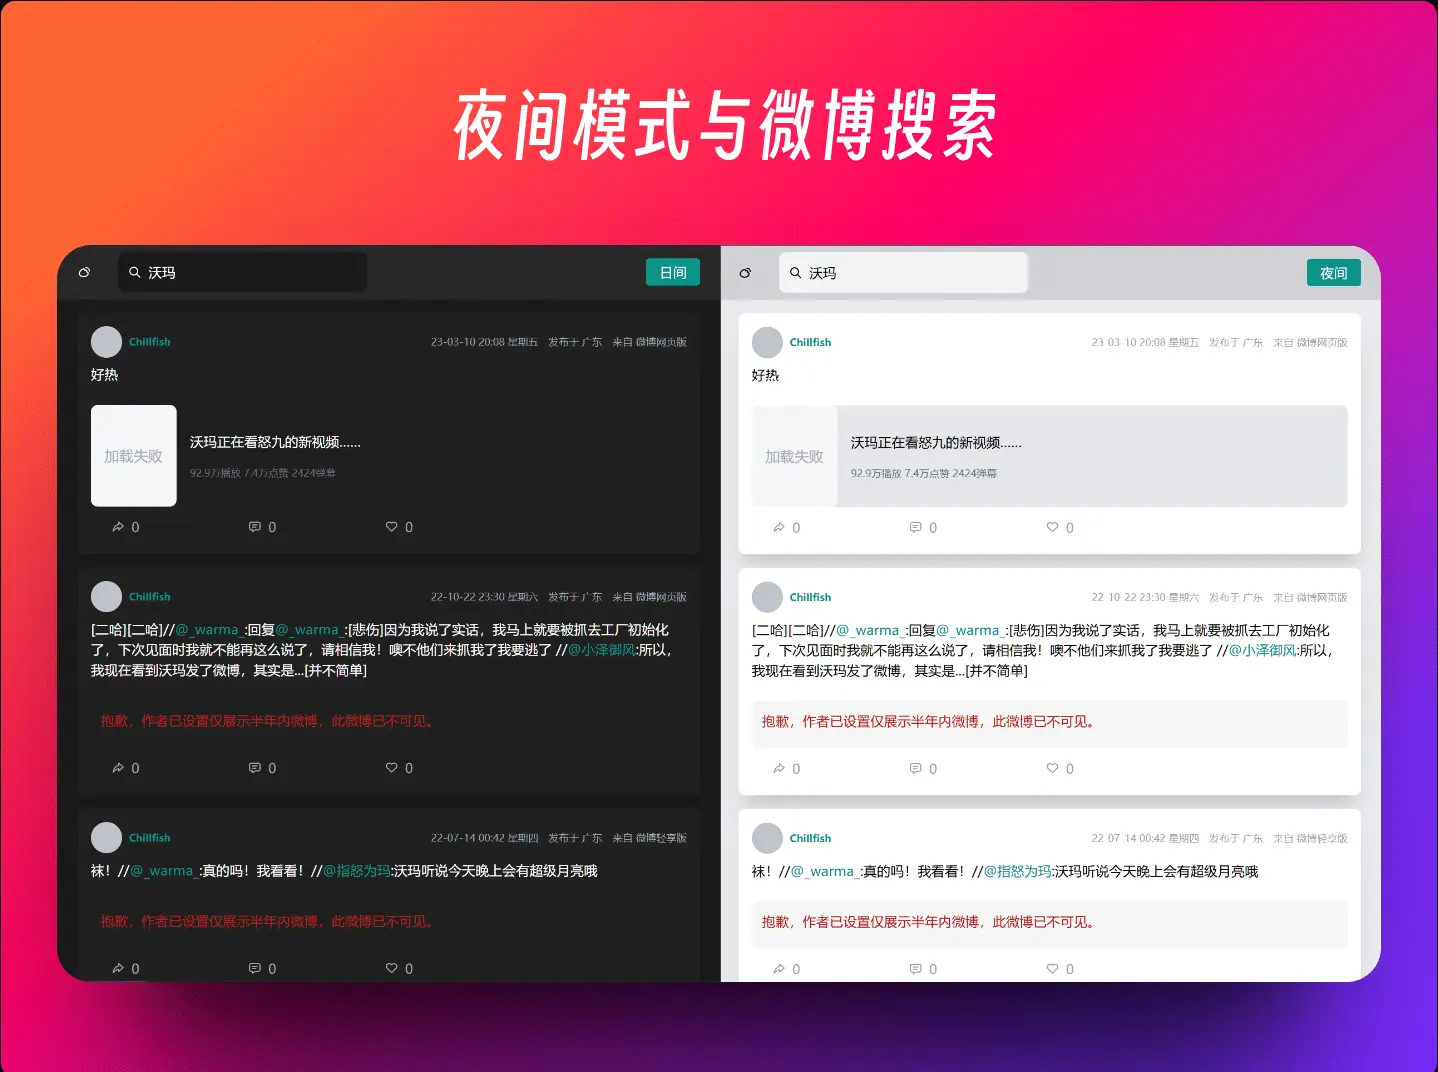 夜间模式与微博搜索
沃玛
日间
Chillfish
23-03-10 20:08 星期五 发布于 广东 来自 微博网页版
好热
加载失败
沃玛正在看怒九的新视频......
92.9万播放 7.4万点赞 2424弹幕
0 0 0
Chillfish
22-10-22 23:30 星期六 发布于 广东 来自 微博网页版
[二哈][二哈]//@_warma_:回复@_warma_:[悲伤]因为我说了实话，我马上就要被抓去工厂初始化
了，下次见面时我就不能再这么说了，请相信我！噢不他们来抓我了我要逃了 //@小泽御风:所以，
我现在看到沃玛发了微博，其实是...[并不简单]
抱歉，作者已设置仅展示半年内微博，此微博已不可见。
0 0 0
Chillfish
22-07-14 00:42 星期四 发布于 广东 来自 微博轻享版
袜！//@_warma_:真的吗！我看看！//@指怒为玛:沃玛听说今天晚上会有超级月亮哦
抱歉，作者已设置仅展示半年内微博，此微博已不可见。
0 0 0
沃玛
夜间
Chillfish
23-03-10 20:08 星期五 发布于 广东 来自 微博网页版
好热
加载失败
沃玛正在看怒九的新视频......
92.9万播放 7.4万点赞 2424弹幕
0 0 0
Chillfish
22-10-22 23:30 星期六 发布于 广东 来自 微博网页版
[二哈][二哈]//@_warma_:回复@_warma_:[悲伤]因为我说了实话，我马上就要被抓去工厂初始化
了，下次见面时我就不能再这么说了，请相信我！噢不他们来抓我了我要逃了 //@小泽御风:所以，
我现在看到沃玛发了微博，其实是...[并不简单]
抱歉，作者已设置仅展示半年内微博，此微博已不可见。
0 0 0
Chillfish
22-07-14 00:42 星期四 发布于 广东 来自 微博轻享版
袜！//@_warma_:真的吗！我看看！//@指怒为玛:沃玛听说今天晚上会有超级月亮哦
抱歉，作者已设置仅展示半年内微博，此微博已不可见。
0 0 0